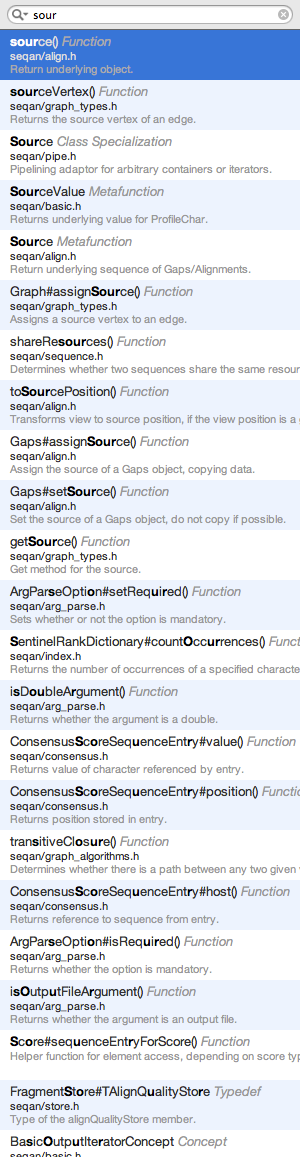 sour
source() Function
seqan/align.h
Return underlying object.
sourceVertex() Function
seqan/graph_types.h
Returns the source vertex of an edge.
Source Class Specialization
seqan/pipe.h
Pipelining adaptor for arbitrary containers or iterators.
SourceValue Metafunction
seqan/basic.h
Returns underlying value for ProfileChar.
Source Metafunction
seqan/align.h
Return underlying sequence of Gaps/Alignments.
Graph#assignSource() Function
seqan/graph_types.h
Assigns a source vertex to an edge.
shareResources() Function
seqan/sequence.h
Determines whether two sequences share the same resour
toSourcePosition() Function
seqan/align.h
Transforms view to source position, if the view position is a
Gaps#assignSource() Function
seqan/align.h
Assign the source of a Gaps object, copying data.
Gaps#setSource() Function
seqan/align.h
Set the source of a Gaps object, do not copy if possible.
getSource() Function
seqan/graph_types.h
Get method for the source.
ArgParseOption#setRequired() Function
seqan/arg_parse.h
Sets whether or not the option is mandatory.
SentinelRankDictionary#countOccurrences() Func
seqan/index.h
Returns the number of occurrences of a specified characte
isDoubleArgument() Function
seqan/arg_parse.h
Returns whether the argument is a double.
ConsensusScoreSequenceEntry#value() Function
seqan/consensus.h
Returns value of character referenced by entry.
ConsensusScoreSequenceEntry#position() Functi
seqan/consensus.h
Returns position stored in entry.
transitiveClosure() Function
seqan/graph_algorithms.h
Determines whether there is a path between any two given
ConsensusScoreSequenceEntry#host() Function
seqan/consensus.h
Returns reference to sequence from entry.
ArgParseOption#isRequired() Function
seqan/arg_parse.h
Returns whether the option is mandatory.
isOutputFileArgument() Function
seqan/arg_parse.h
Returns whether the argument is an output file.
Score#sequenceEntryForScore() Function
Helper function for element access, depending on score typ
FragmentStore#TAlignQualityStore Typedef
seqan/store.h
Type of the alignQualityStore member.
BasicOutputIteratorConcept Concept
seqan/basic.h